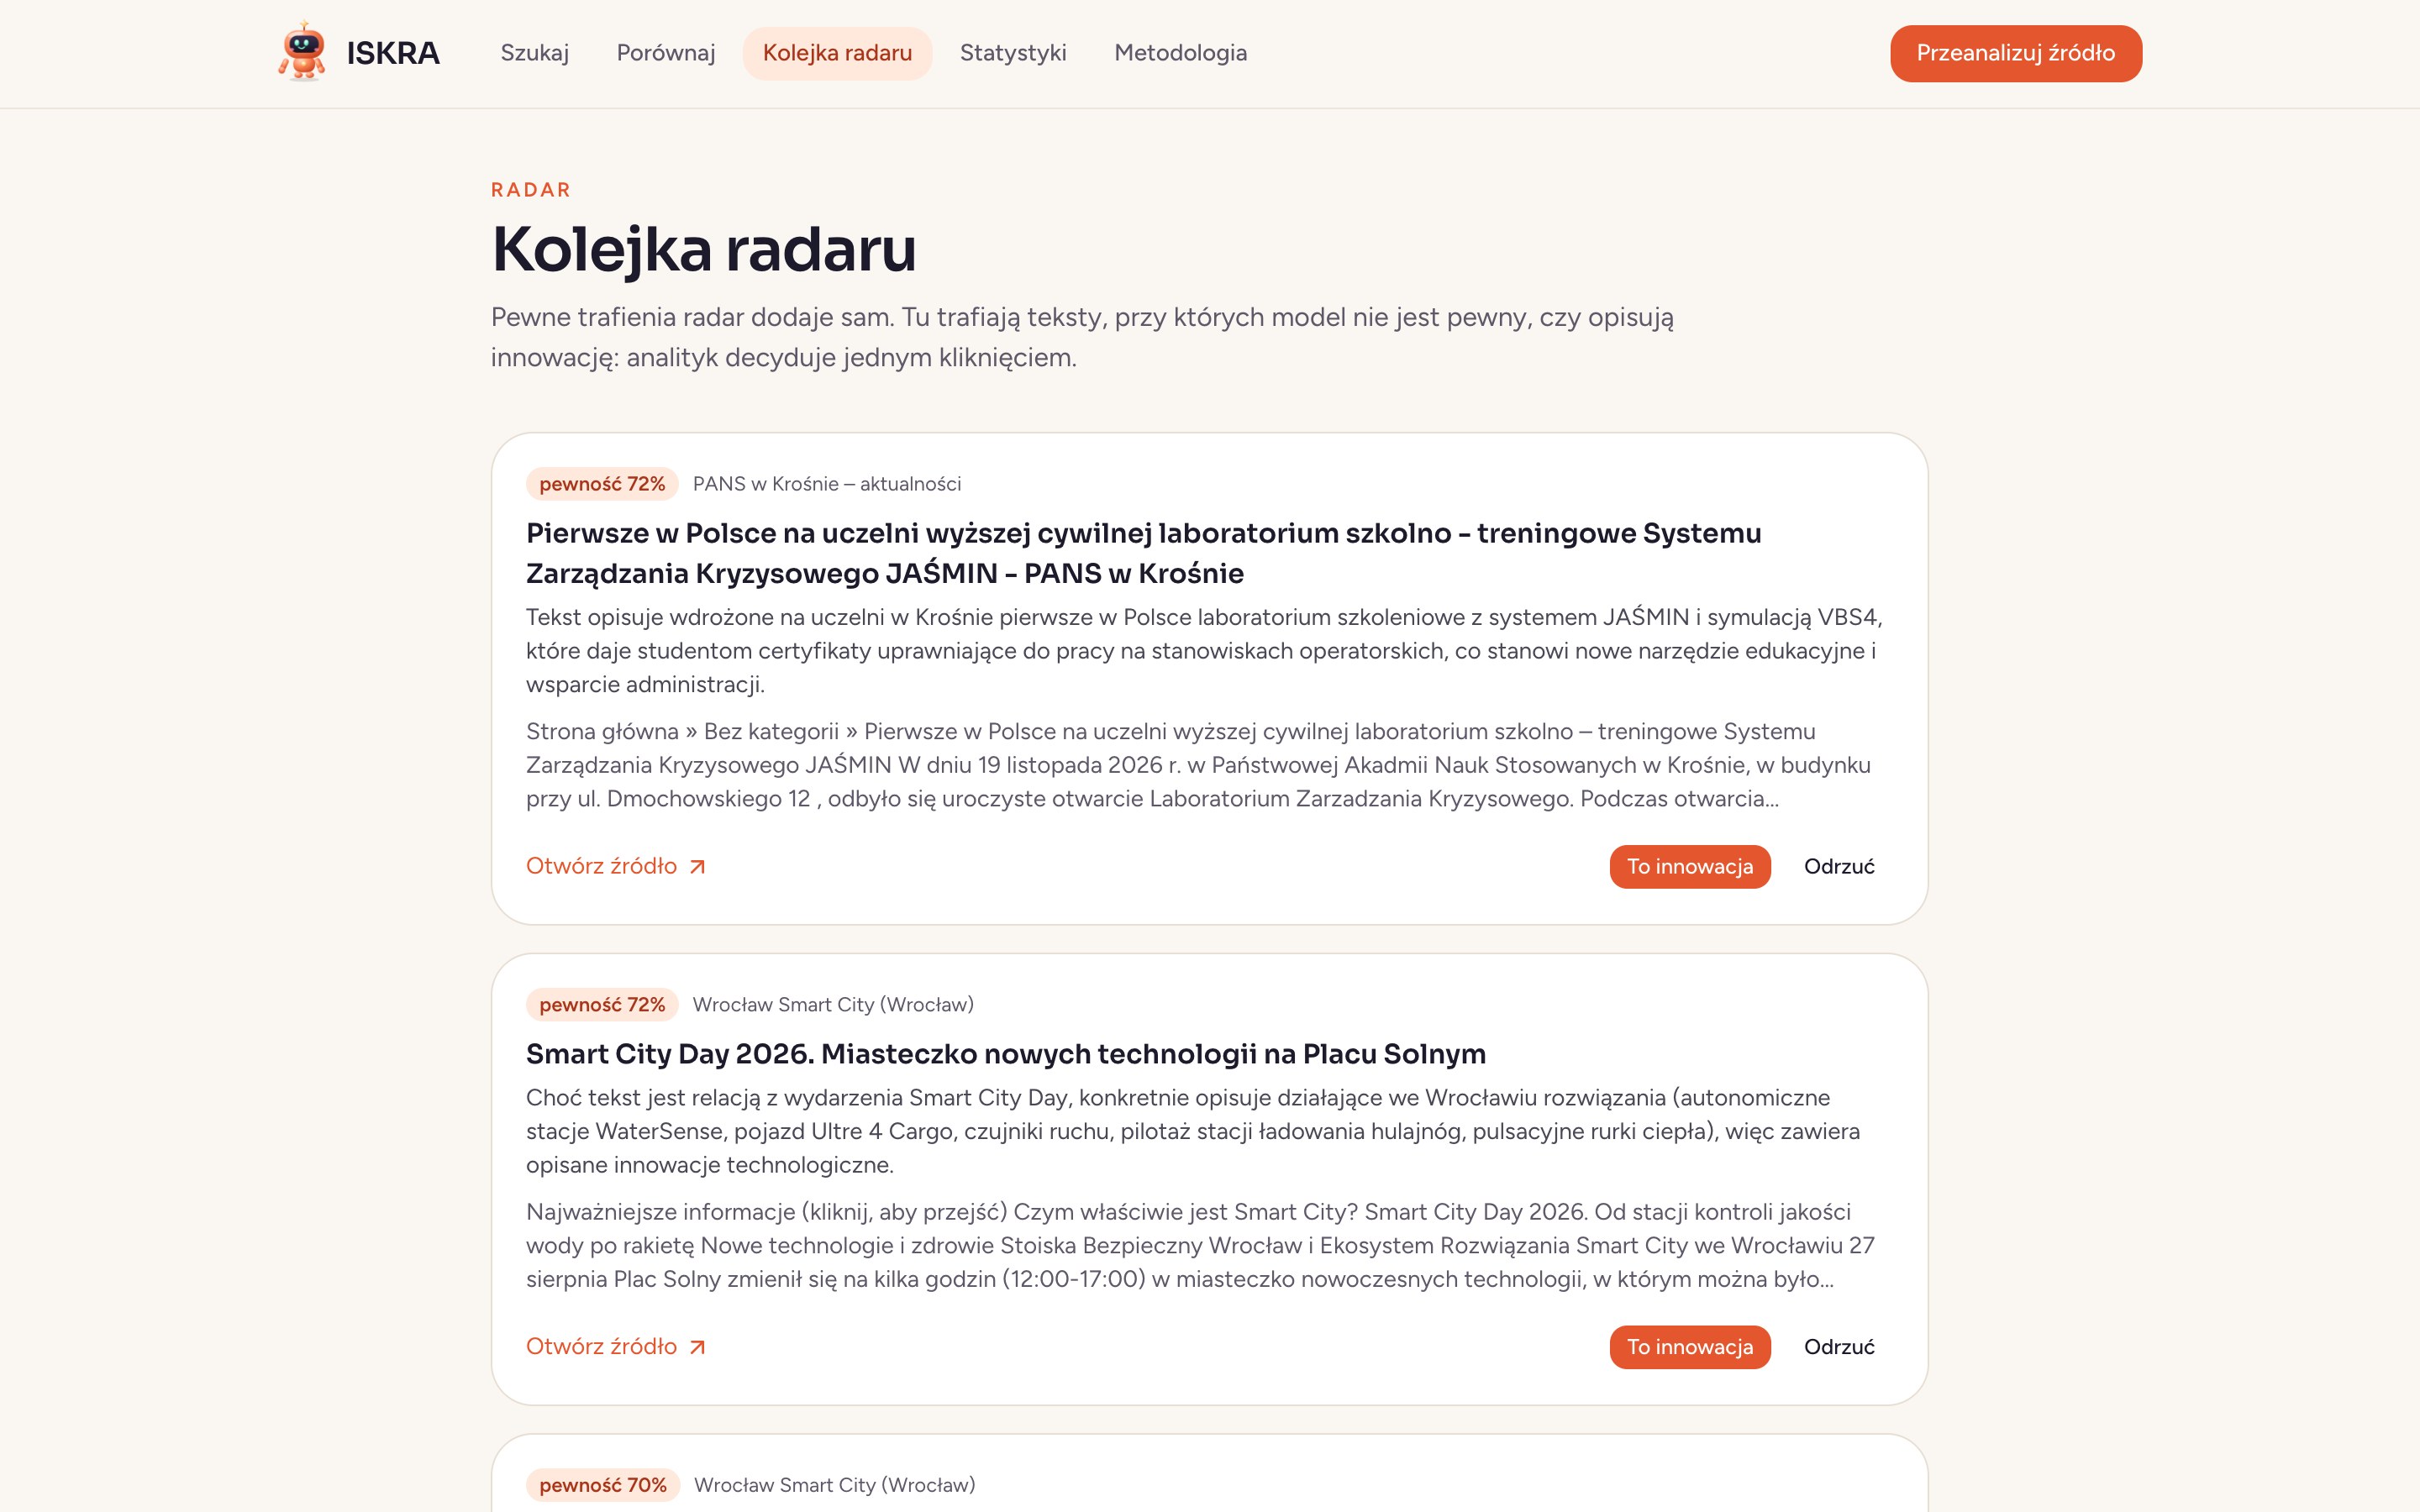 ISKRA
Szukaj
Porównaj
Kolejka radaru
Statystyki
Metodologia
Przeanalizuj źródło
RADAR
Kolejka radaru
Pewne trafienia radar dodaje sam. Tu trafiają teksty, przy których model nie jest pewny, czy opisują
innowację: analityk decyduje jednym kliknięciem.
pewność 72% PANS w Krośnie – aktualności
Pierwsze w Polsce na uczelni wyższej cywilnej laboratorium szkolno - treningowe Systemu
Zarządzania Kryzysowego JAŚMIN - PANS w Krośnie
Tekst opisuje wdrożone na uczelni w Krośnie pierwsze w Polsce laboratorium szkoleniowe z systemem JAŚMIN i symulacją VBS4,
które daje studentom certyfikaty uprawniające do pracy na stanowiskach operatorskich, co stanowi nowe narzędzie edukacyjne i
wsparcie administracji.
Strona główna » Bez kategorii » Pierwsze w Polsce na uczelni wyższej cywilnej laboratorium szkolno – treningowe Systemu
Zarządzania Kryzysowego JAŚMIN W dniu 19 listopada 2026 r. w Państwowej Akadmii Nauk Stosowanych w Krośnie, w budynku
przy ul. Dmochowskiego 12 , odbyło się uroczyste otwarcie Laboratorium Zarzadzania Kryzysowego. Podczas otwarcia...
Otwórz źródło
To innowacja
Odrzuć
pewność 72% Wrocław Smart City (Wrocław)
Smart City Day 2026. Miasteczko nowych technologii na Placu Solnym
Choć tekst jest relacją z wydarzenia Smart City Day, konkretnie opisuje działające we Wrocławiu rozwiązania (autonomiczne
stacje WaterSense, pojazd Ultre 4 Cargo, czujniki ruchu, pilotaż stacji ładowania hulajnóg, pulsacyjne rurki ciepła), więc zawiera
opisane innowacje technologiczne.
Najważniejsze informacje (kliknij, aby przejść) Czym właściwie jest Smart City? Smart City Day 2026. Od stacji kontroli jakości
wody po rakietę Nowe technologie i zdrowie Stoiska Bezpieczny Wrocław i Ekosystem Rozwiązania Smart City we Wrocławiu 27
sierpnia Plac Solny zmienił się na kilka godzin (12:00-17:00) w miasteczko nowoczesnych technologii, w którym można było...
Otwórz źródło
To innowacja
Odrzuć
pewność 70% Wrocław Smart City (Wrocław)